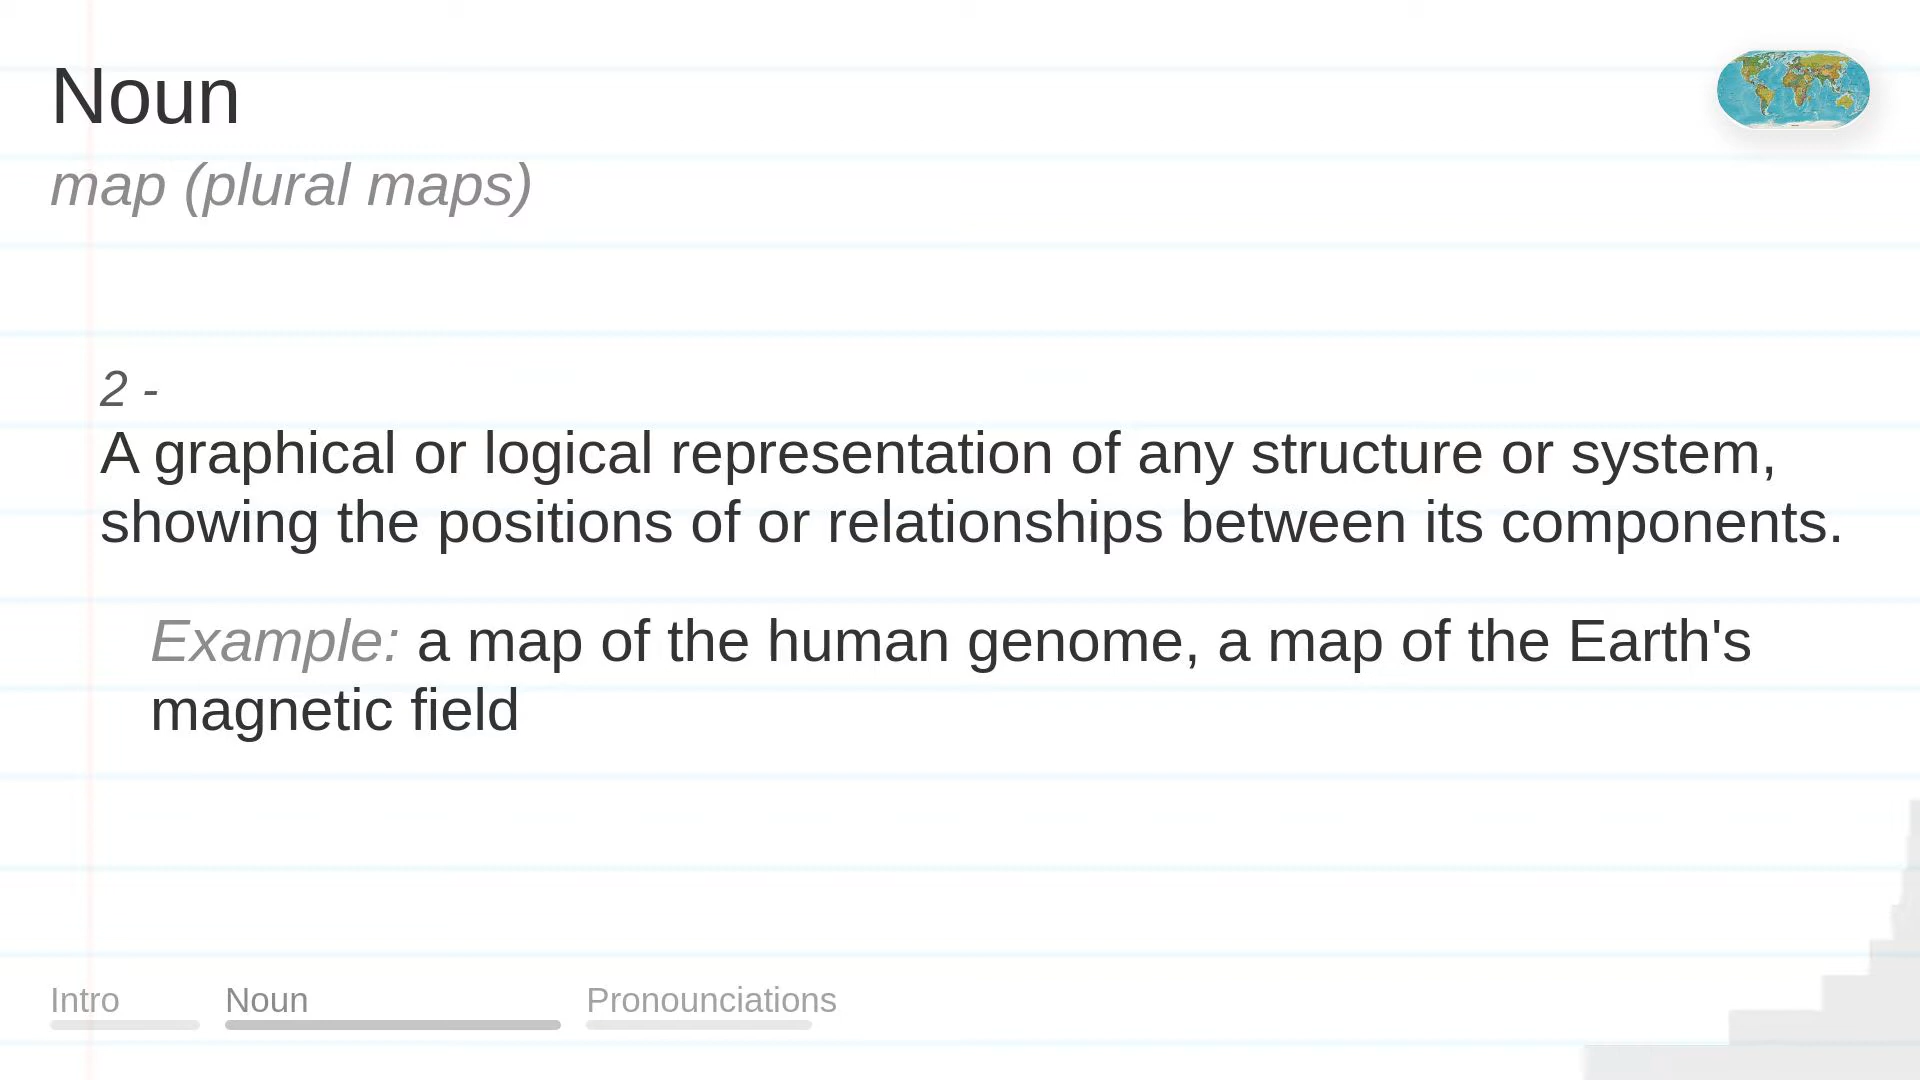 Noun
map (plural maps)
2 -
A graphical or logical representation of any structure or system,
showing the positions of or relationships between its components.
Example: a map of the human genome, a map of the Earth's
magnetic field
Intro
Noun
Pronounciations